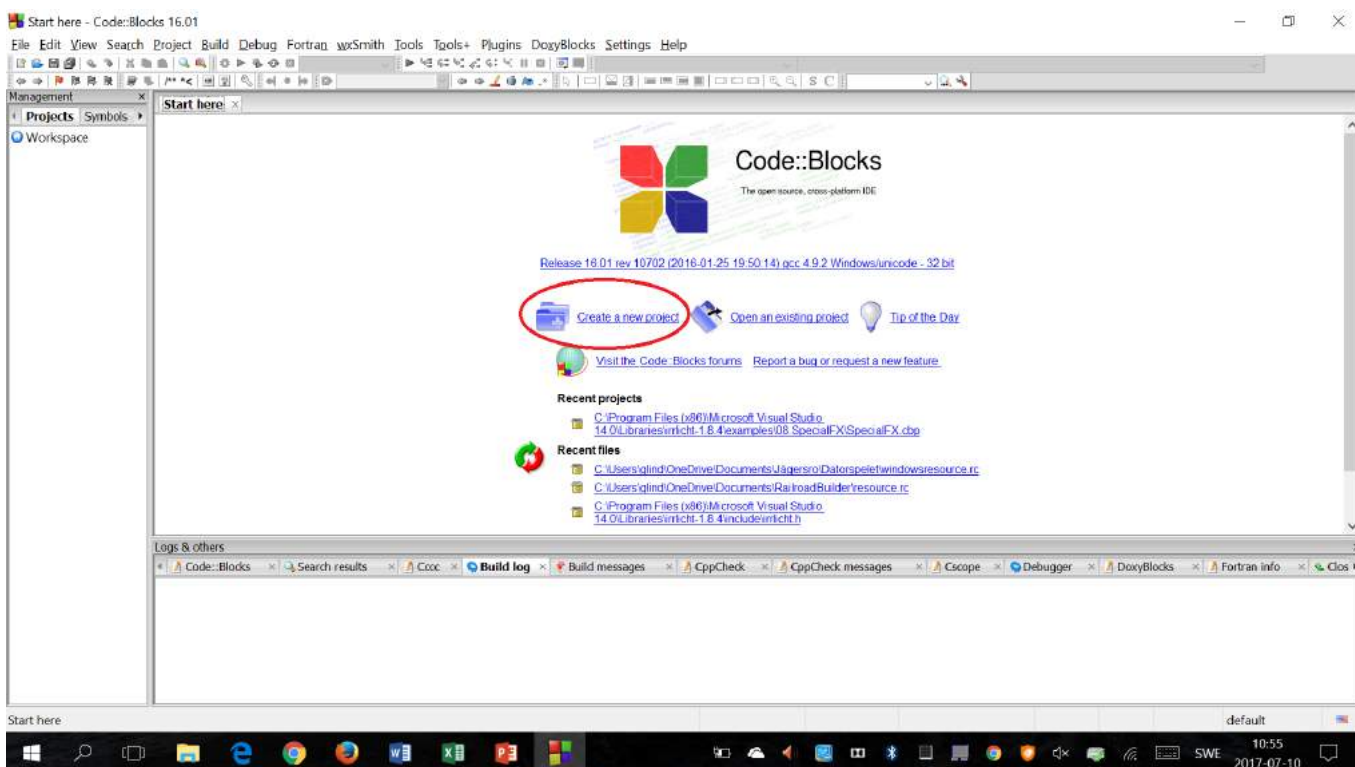 Start here - Code::Blocks 16.01
File Edit View Search Project Build Debug Fortran wxSmith Tools Tools+ Plugins DoxyBlocks Settings Help
Management
Start here
Projects Symbols
Workspace
Code::Blocks
The open source, cross-platform IDE
Release 16.01 rev 10702 (2016-01-25 19:50:14) gcc 4.9.2 Windows/unicode - 32 bit
Create a new project Open an existing project Tip of the Day
Visit the Code::Blocks forums Report a bug or request a new feature
Recent projects
C:\Program Files (x86)\Microsoft Visual Studio
14.0\Libraries\irrlicht-1.8.4\examples\08.SpecialFX\SpecialFX.cbp
Recent files
C:\Users\glind\OneDrive\Documents\Jägersro\Datorspelet\windowsresource.rc
C:\Users\glind\OneDrive\Documents\RailroadBuilder\resource.rc
C:\Program Files (x86)\Microsoft Visual Studio
14.0\Libraries\irrlicht-1.8.4\include\irrlicht.h
Logs & others
Code::Blocks Search results Cccc Build log Build messages CppCheck CppCheck messages Cscope Debugger DoxyBlocks Fortran info Clos
Start here default
SWE 10:55
2017-07-10